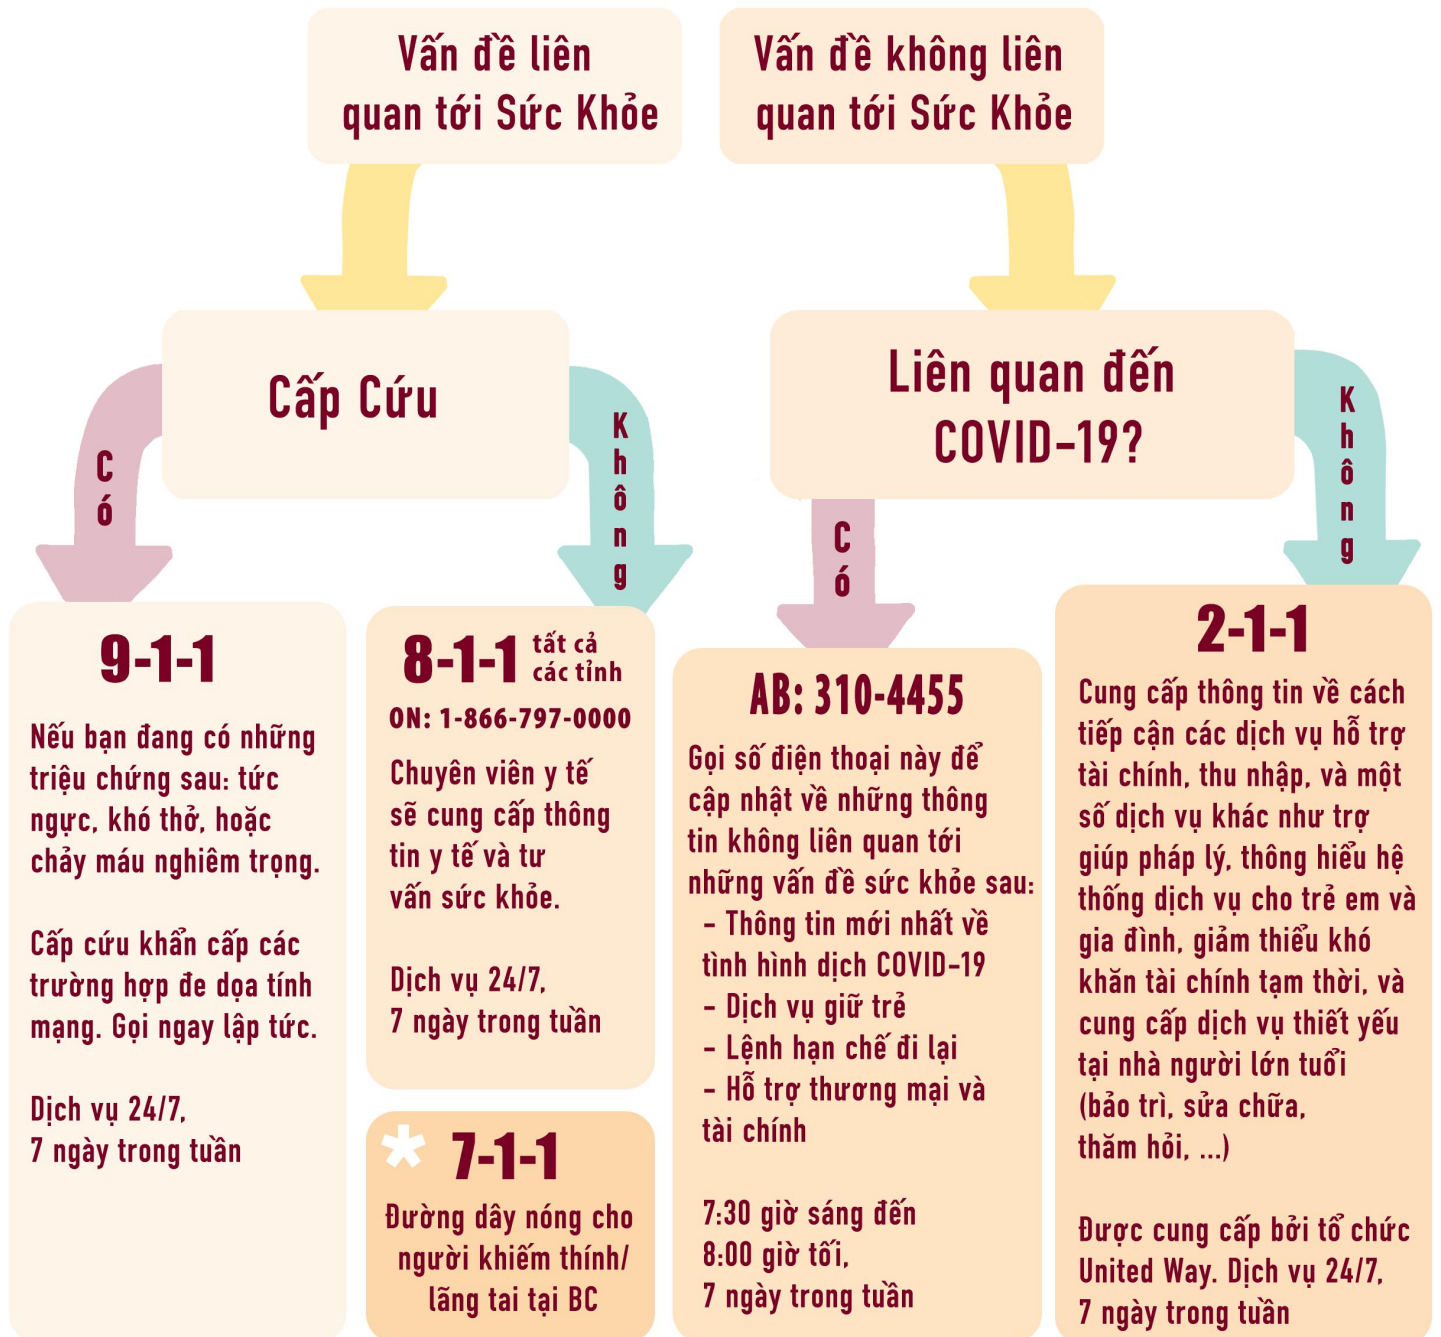 Vấn đề liên
quan tới Sức Khỏe
Vấn đề không liên
quan tới Sức Khỏe
Cấp Cứu
Có
Không
Liên quan đến
COVID-19?
Có
Không
9-1-1
Nếu bạn đang có những
triệu chứng sau: tức
ngực, khó thở, hoặc
chảy máu nghiêm trọng.
Cấp cứu khẩn cấp các
trường hợp đe dọa tính
mạng. Gọi ngay lập tức.
Dịch vụ 24/7,
7 ngày trong tuần
8-1-1 tất cả
các tỉnh
ON: 1-866-797-0000
Chuyên viên y tế
sẽ cung cấp thông
tin y tế và tư
vấn sức khỏe.
Dịch vụ 24/7,
7 ngày trong tuần
* 7-1-1
Đường dây nóng cho
người khiếm thính/
lãng tai tại BC
AB: 310-4455
Gọi số điện thoại này để
cập nhật về những thông
tin không liên quan tới
những vấn đề sức khỏe sau:
- Thông tin mới nhất về
tình hình dịch COVID-19
- Dịch vụ giữ trẻ
- Lệnh hạn chế đi lại
- Hỗ trợ thương mại và
tài chính
7:30 giờ sáng đến
8:00 giờ tối,
7 ngày trong tuần
2-1-1
Cung cấp thông tin về cách
tiếp cận các dịch vụ hỗ trợ
tài chính, thu nhập, và một
số dịch vụ khác như trợ
giúp pháp lý, thông hiểu hệ
thống dịch vụ cho trẻ em và
gia đình, giảm thiểu khó
khăn tài chính tạm thời, và
cung cấp dịch vụ thiết yếu
tại nhà người lớn tuổi
(bảo trì, sửa chữa,
thăm hỏi, ...)
Được cung cấp bởi tổ chức
United Way. Dịch vụ 24/7,
7 ngày trong tuần